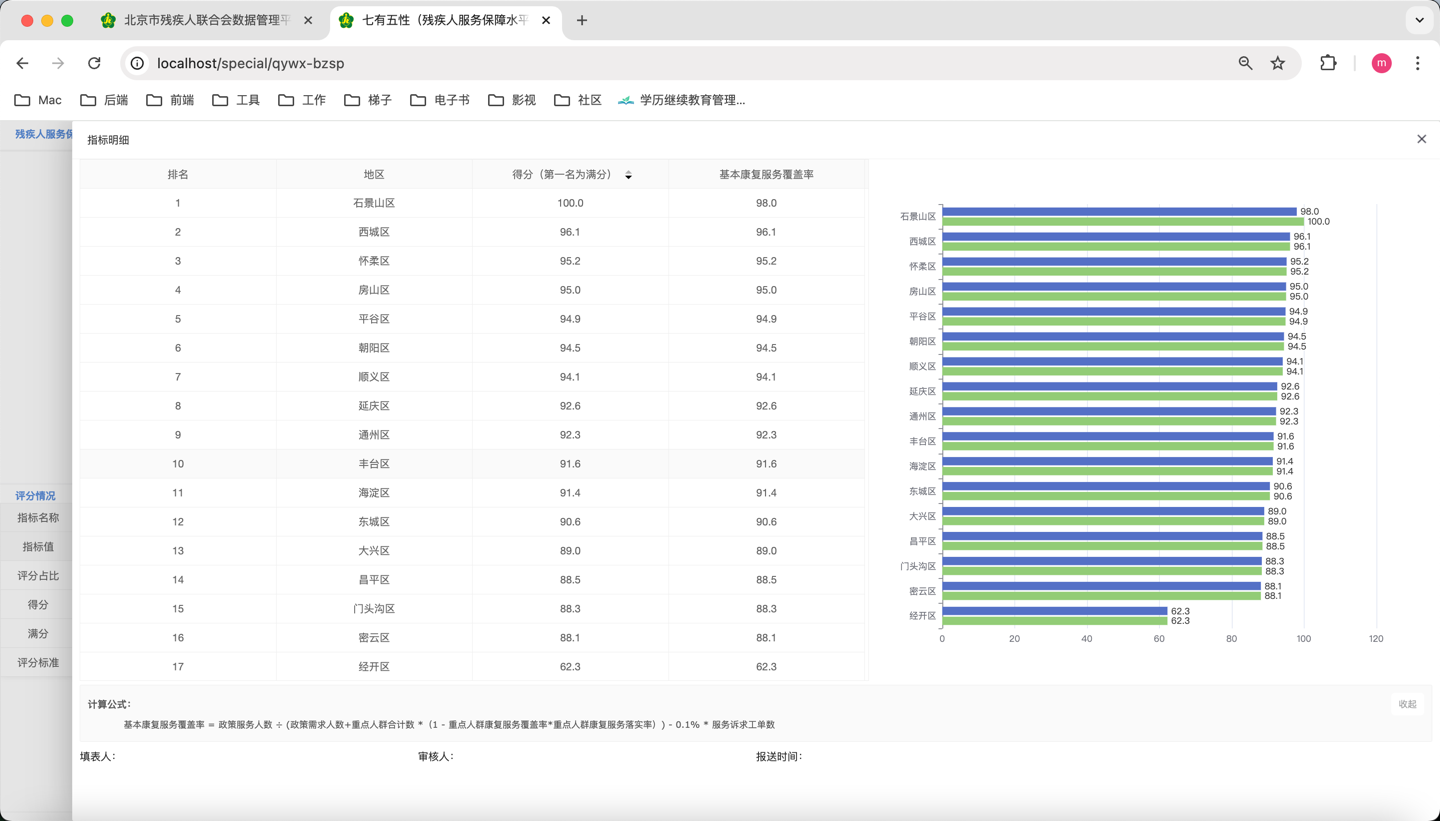 北京市残疾人联合会数据管理平
七有五性（残疾人服务保障水平
localhost/special/qywx-bzsp
m
Mac
后端
前端
工具
工作
梯子
电子书
影视
社区
学历继续教育管理...
残疾人服务保
指标明细
排名 地区 得分（第一名为满分） 基本康复服务覆盖率
1 石景山区 100.0 98.0
2 西城区 96.1 96.1
3 怀柔区 95.2 95.2
4 房山区 95.0 95.0
5 平谷区 94.9 94.9
6 朝阳区 94.5 94.5
7 顺义区 94.1 94.1
8 延庆区 92.6 92.6
9 通州区 92.3 92.3
10 丰台区 91.6 91.6
11 海淀区 91.4 91.4
12 东城区 90.6 90.6
13 大兴区 89.0 89.0
14 昌平区 88.5 88.5
15 门头沟区 88.3 88.3
16 密云区 88.1 88.1
17 经开区 62.3 62.3
石景山区 98.0
100.0
西城区 96.1
96.1
怀柔区 95.2
95.2
房山区 95.0
95.0
平谷区 94.9
94.9
朝阳区 94.5
94.5
顺义区 94.1
94.1
延庆区 92.6
92.6
通州区 92.3
92.3
丰台区 91.6
91.6
海淀区 91.4
91.4
东城区 90.6
90.6
大兴区 89.0
89.0
昌平区 88.5
88.5
门头沟区 88.3
88.3
密云区 88.1
88.1
经开区 62.3
62.3
0 20 40 60 80 100 120
评分情况
指标名称
指标值
评分占比
得分
满分
评分标准
计算公式：
收起
基本康复服务覆盖率 = 政策服务人数 ÷ (政策需求人数+重点人群合计数 *（1 - 重点人群康复服务覆盖率*重点人群康复服务落实率）) - 0.1% * 服务诉求工单数
填表人： 审核人： 报送时间：